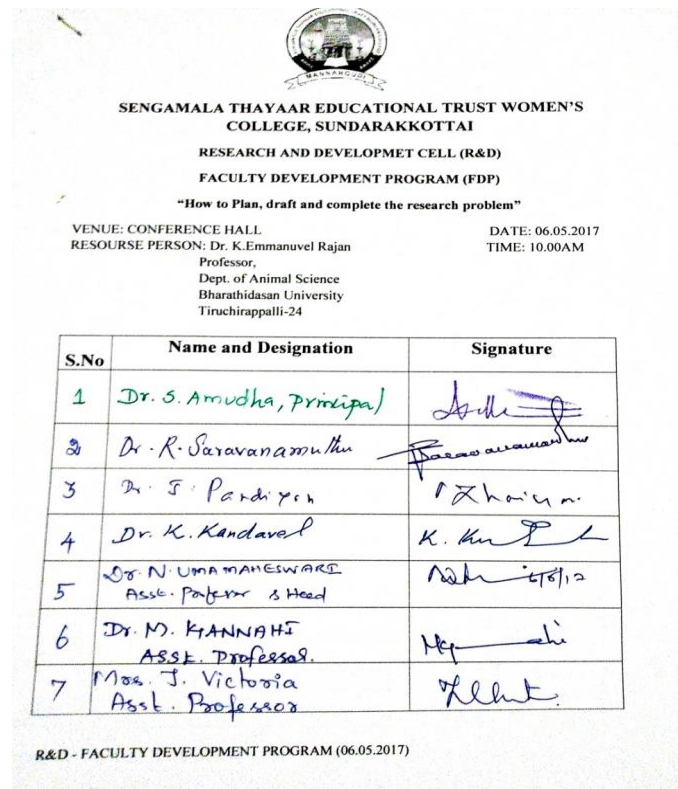 MANNARGUDI
SENGAMALA THAYAAR EDUCATIONAL TRUST WOMEN'S
COLLEGE, SUNDARAKKOTTAI
RESEARCH AND DEVELOPMET CELL (R&D)
FACULTY DEVELOPMENT PROGRAM (FDP)
"How to Plan, draft and complete the research problem"
VENUE: CONFERENCE HALL DATE: 06.05.2017
RESOURSE PERSON: Dr. K.Emmanuvel Rajan TIME: 10.00AM
Professor,
Dept. of Animal Science
Bharathidasan University
Tiruchirappalli-24
S.No Name and Designation Signature
1 Dr. S. Amudha, Principal
2 Dr. R. Saravanamuthu
3 Dr. J. Pandiyan
4 Dr. K. Kandavel
5 Dr. N. UMAMAHESWARI
Asst. Professor & Head
6 Dr. M. KANNAHI
ASSt. Professor.
7 Mrs. J. Victoria
Asst. Professor
R&D - FACULTY DEVELOPMENT PROGRAM (06.05.2017)